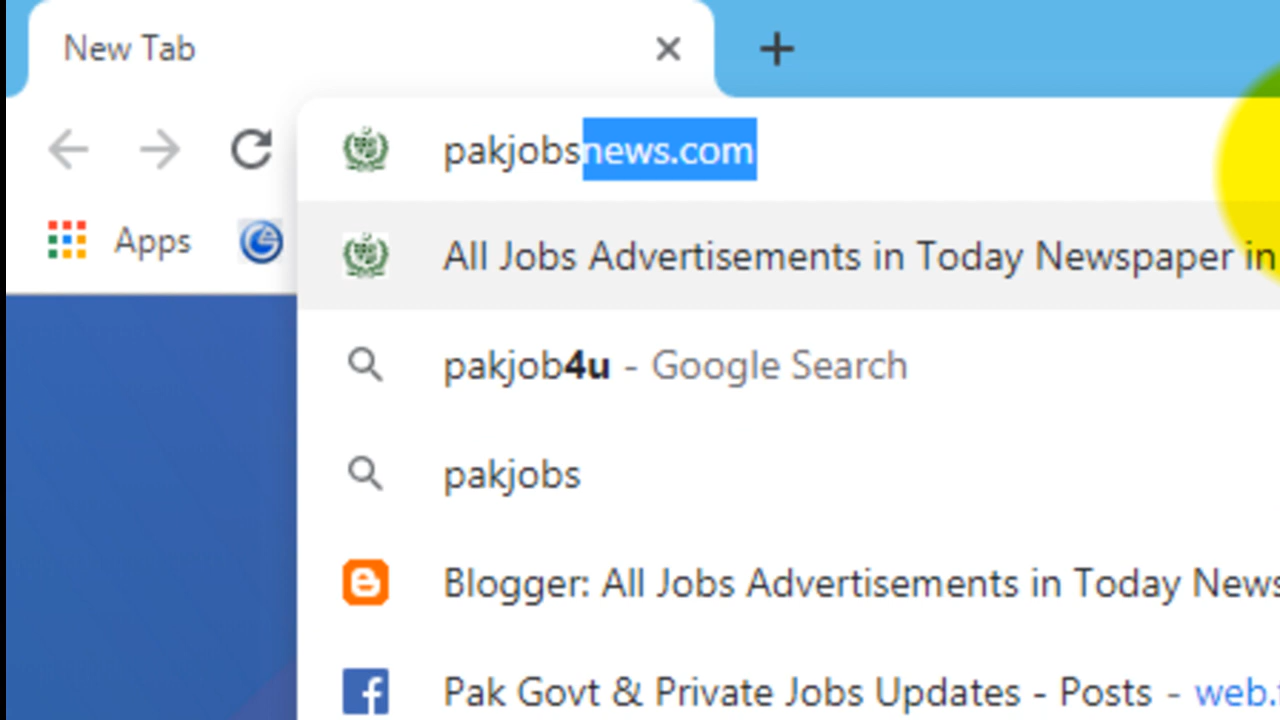 New Tab
pakjobsnews.com
Apps
All Jobs Advertisements in Today Newspaper in
pakjob4u - Google Search
pakjobs
Blogger: All Jobs Advertisements in Today News
Pak Govt & Private Jobs Updates - Posts - web.